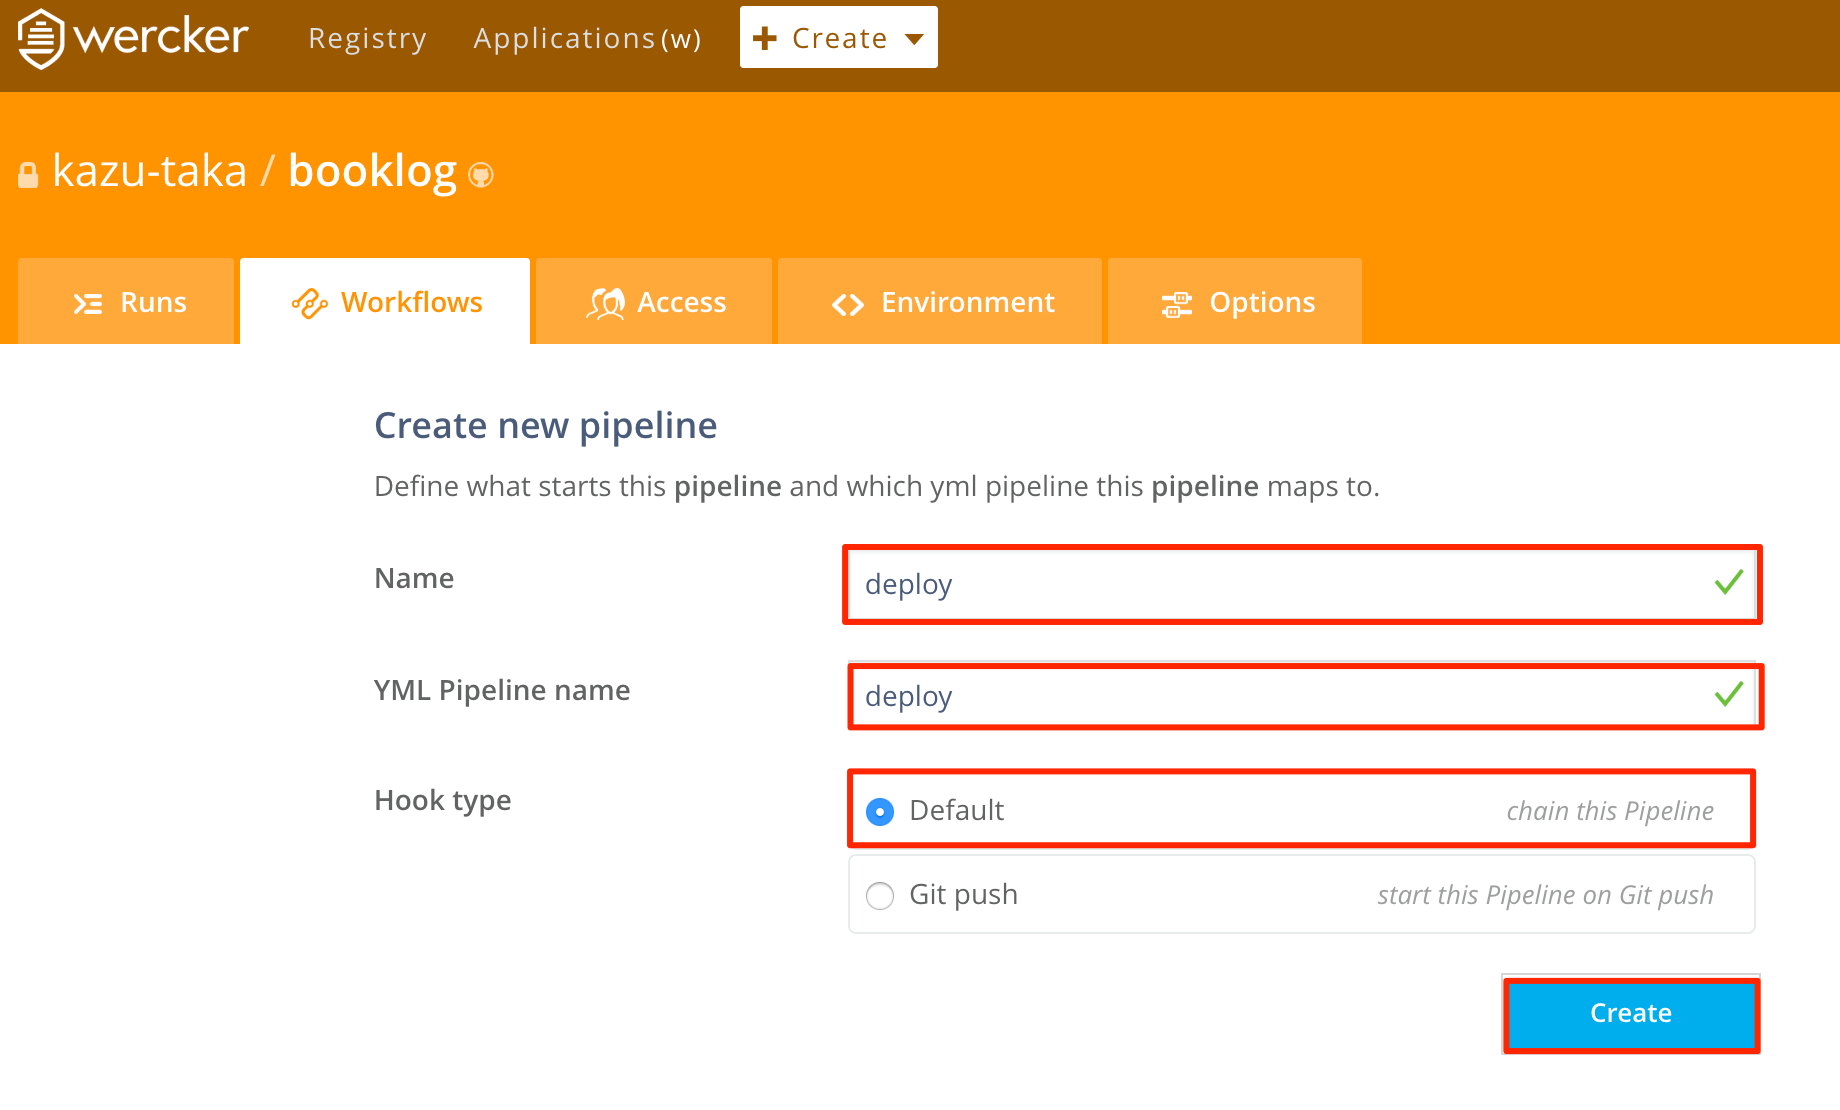 wercker Registry Applications (w) + Create
kazu-taka / booklog
Runs Workflows Access Environment Options
Create new pipeline
Define what starts this pipeline and which yml pipeline this pipeline maps to.
Name deploy
YML Pipeline name deploy
Hook type Default chain this Pipeline
Git push start this Pipeline on Git push
Create